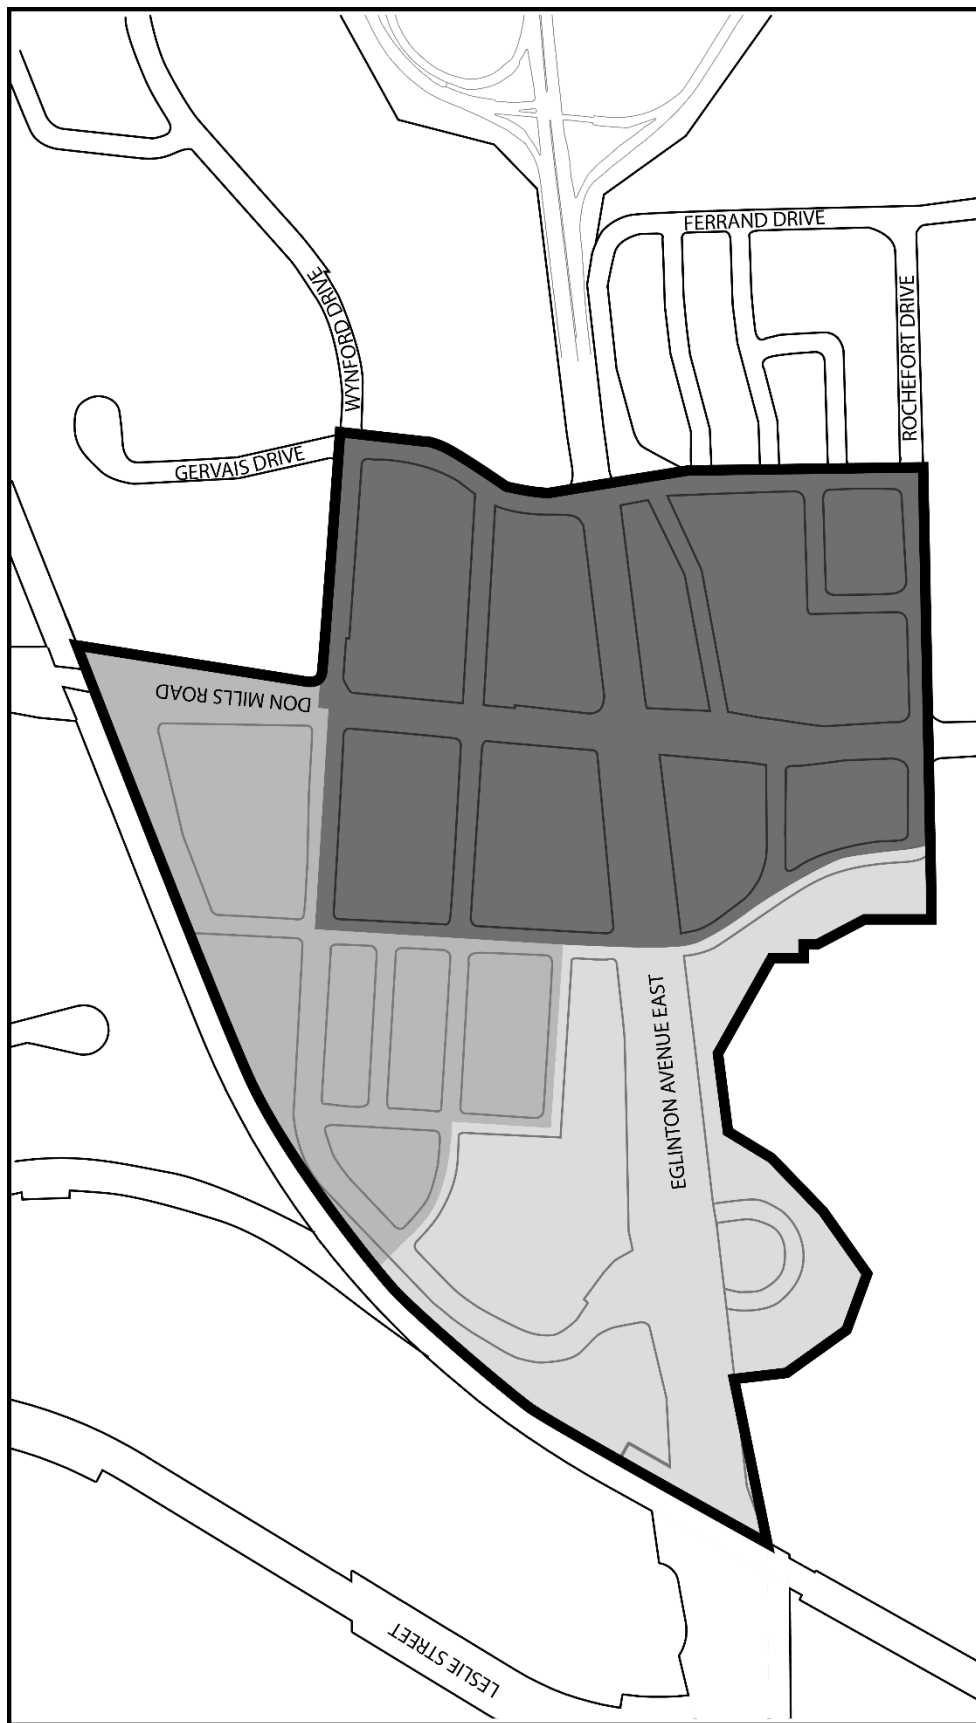 FERRAND DRIVE
WYNFORD DRIVE
ROCHEFORT DRIVE
GERVAIS DRIVE
DON MILLS ROAD
EGLINTON AVENUE EAST
LESLIE STREET